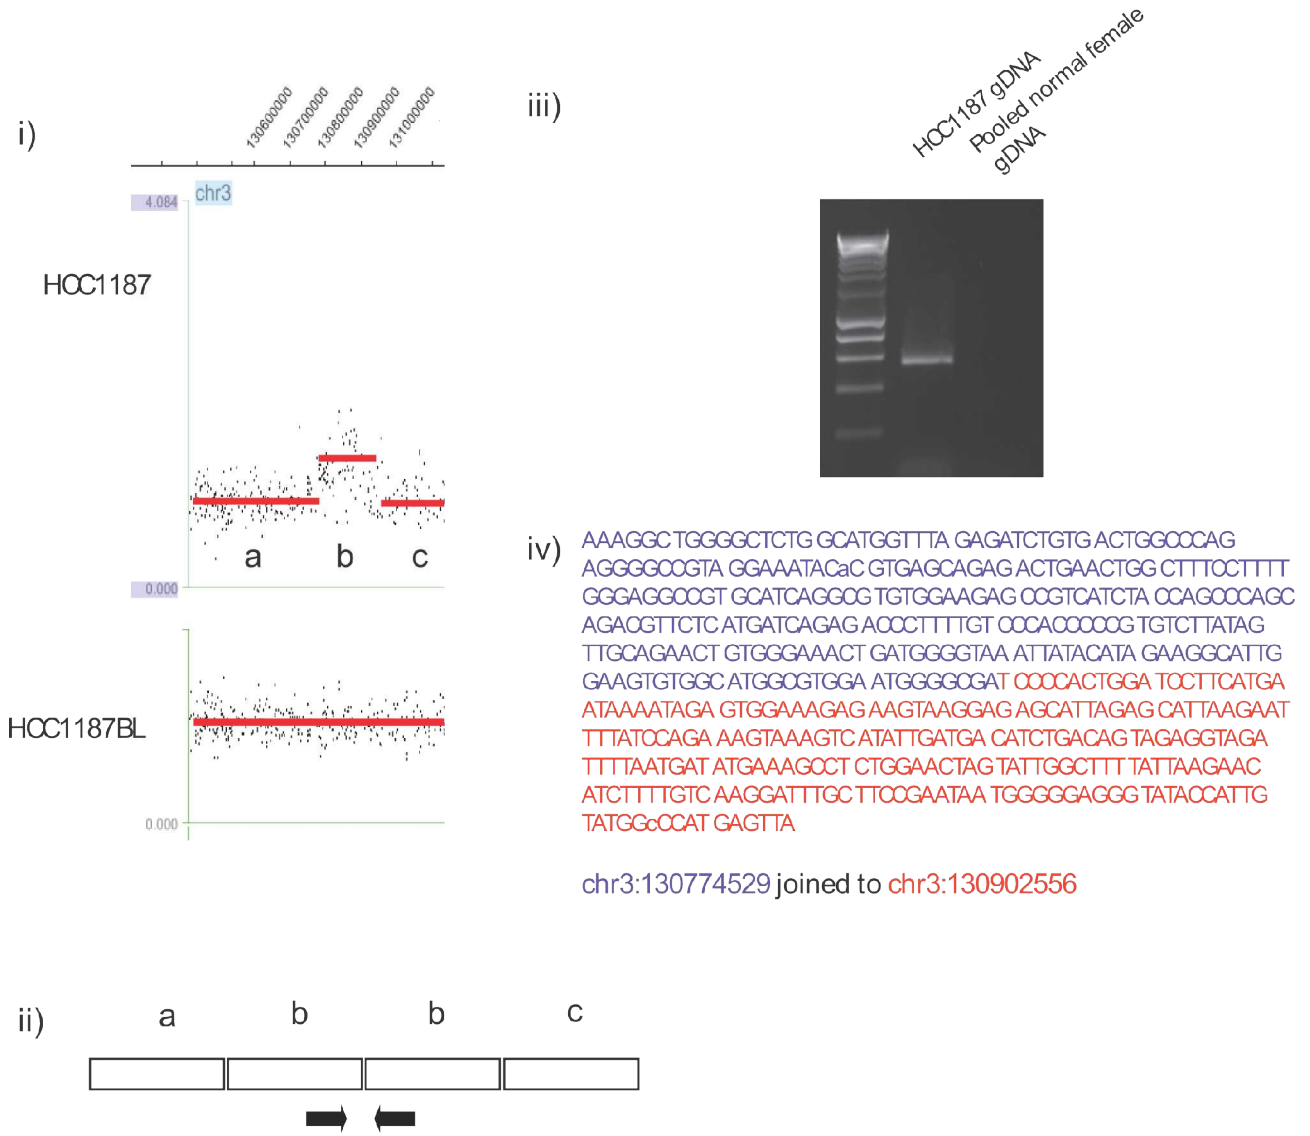 i)
130600000
130700000
130800000
130900000
131000000
4.084
chr3
HCC1187
a
b
c
0.000
HCC1187BL
0.000
ii)
a b b c
iii)
HCC1187 gDNA
Pooled normal female
gDNA
iv)
AAAGGCTGGGGCTCTG GCATGGTTTA GAGATCTGTG ACTGGCCCAG
AGGGGCCGTA GGAAATACaC GTGAGCAGAG ACTGAACTGG CTTTCCTTTT
GGGAGGCCGT GCATCAGGCG TGTGGAAGAG CCGTCATCTA CCAGCCCAGC
AGACGTTCTC ATGATCAGAG ACCCTTTTGT CCCACCCCCG TGTCTTATAG
TTGCAGAACT GTGGGAAACT GATGGGGTAA ATTATACATA GAAGGCATTG
GAAGTGTGGC ATGGCGTGGA ATGGGGCGAT CCCCACTGGA TCCTTCATGA
ATAAAATAGA GTGGAAAGAG AAGTAAGGAG AGCATTAGAG CATTAAGAAT
TTTATCCAGA AAGTAAAGTC ATATTGATGA CATCTGACAG TAGAGGTAGA
TTTTAATGAT ATGAAAGCCT CTGGAACTAG TATTGGCTTT TATTAAGAAC
ATCTTTTGTC AAGGATTTGC TTCCGAATAA TGGGGGAGGG TATACCATTG
TATGGcCCAT GAGTTA
chr3:130774529 joined to chr3:130902556